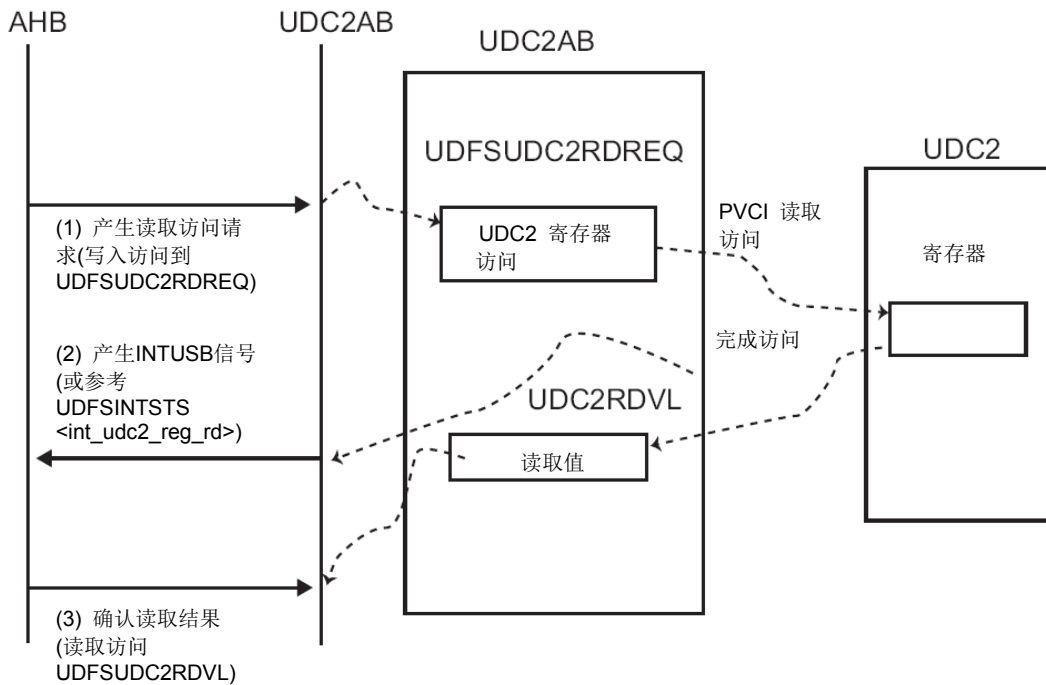 AHB
UDC2AB
UDC2AB
UDFSUDC2RDREQ
UDC2
(1) 产生读取访问请
求(写入访问到
UDFSUDC2RDREQ)
UDC2 寄存器
访问
PVCI 读取
访问
寄存器
(2) 产生INTUSB信号
(或参考
UDFSINTSTS
<int_udc2_reg_rd>)
完成访问
UDC2RDVL
读取值
(3) 确认读取结果
(读取访问
UDFSUDC2RDVL)